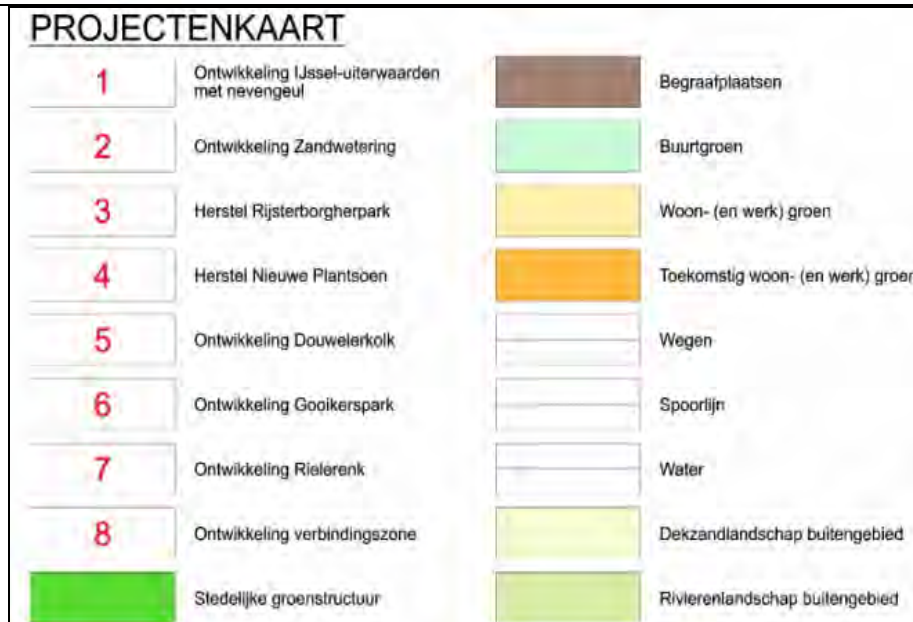 PROJECTENKAART
1 Ontwikkeling IJssel-uiterwaarden
met nevengeul
2 Ontwikkeling Zandwetering
3 Herstel Rijsterborgherpark
4 Herstel Nieuwe Plantsoen
5 Ontwikkeling Douwelerkolk
6 Ontwikkeling Gooikerspark
7 Ontwikkeling Rielerenk
8 Ontwikkeling verbindingszone
Stedelijke groenstructuur
Begraafplaatsen
Buurtgroen
Woon- (en werk) groen
Toekomstig woon- (en werk) groen
Wegen
Spoorlijn
Water
Dekzandlandschap buitengebied
Rivierenlandschap buitengebied